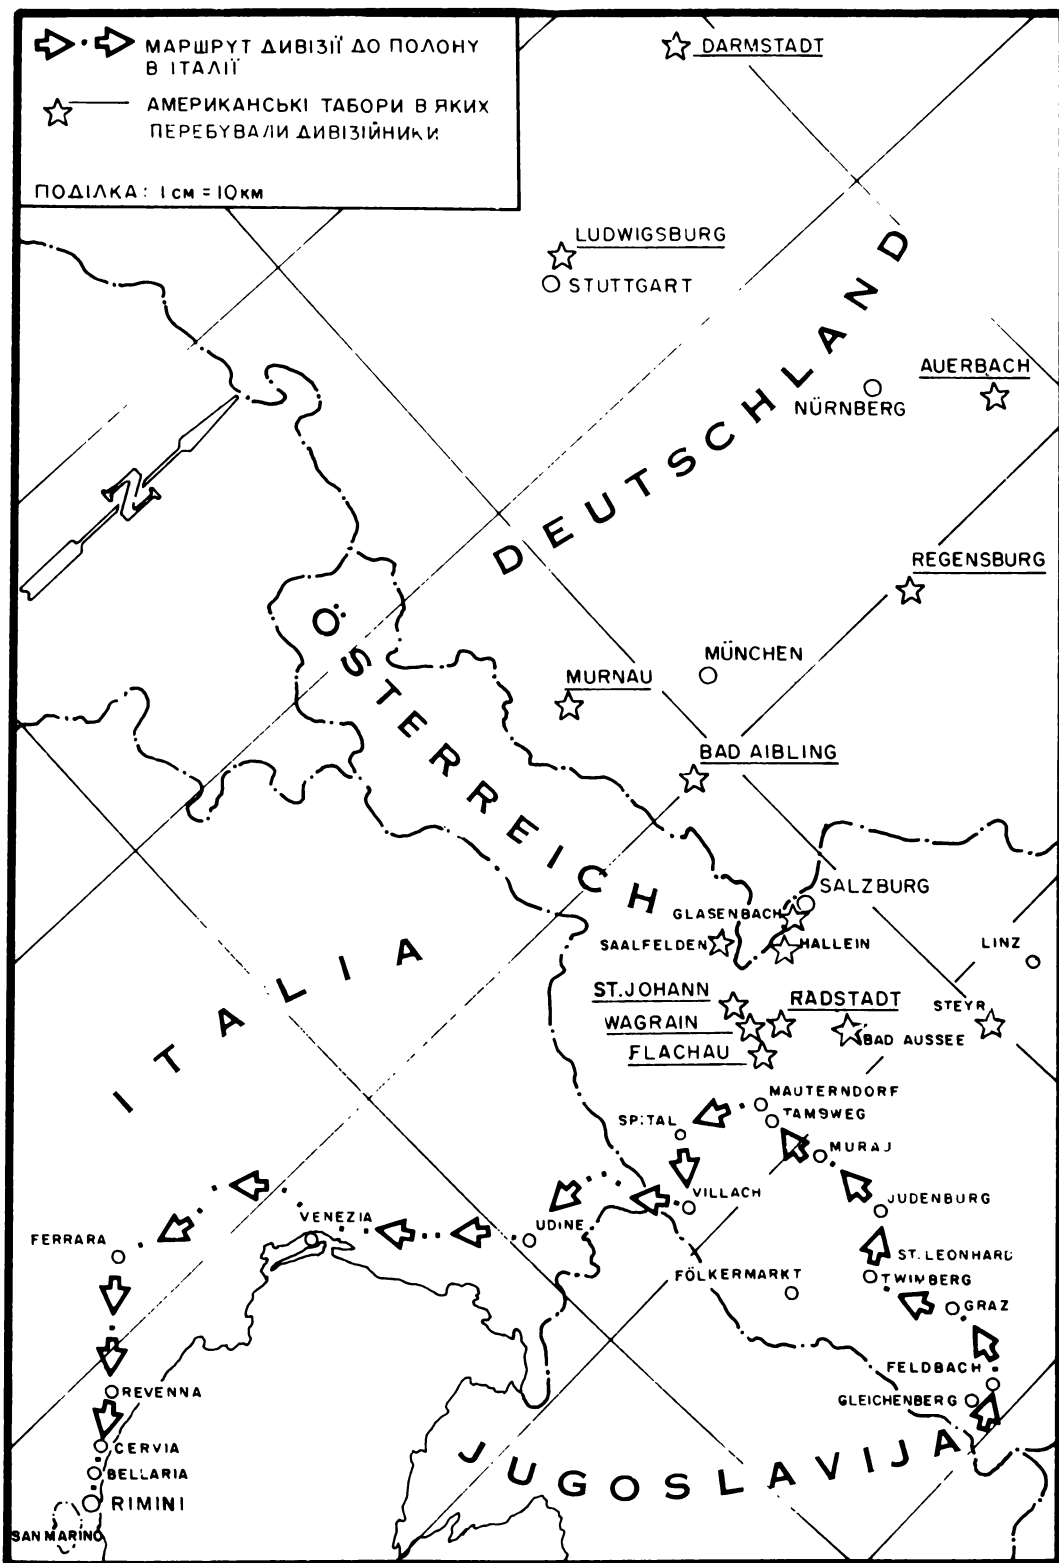 МАРШРУТ ДИВІЗІЇ ДО ПОЛОНУ
В ІТАЛІЇ
АМЕРИКАНСЬКІ ТАБОРИ В ЯКИХ
ПЕРЕБУВАЛИ ДИВІЗІЙНИКИ
ПОДІЛКА: 1 см = 10 км
DARMSTADT
LUDWIGSBURG
STUTTGART
AUERBACH
NÜRNBERG
N
DEUTSCHLAND
REGENSBURG
ÖSTERREICH
MÜNCHEN
MURNAU
BAD AIBLING
SALZBURG
GLASENBACH
SAALFELDEN
HALLEIN
LINZ
ITALIA
ST. JOHANN
RADSTADT
STEYR
WAGRAIN
BAD AUSSEE
FLACHAU
MAUTERNDORF
TAMSWEG
SPITAL
MURAJ
VILLACH
JUDENBURG
VENEZIA
UDINE
FERRARA
ST. LEONHARD
FÖLKERMARKT
TWIMBERG
GRAZ
FELDBACH
REVENNA
GLEICHENBERG
CERVIA
JUGOSLAVIJA
BELLARIA
RIMINI
SAN MARINO